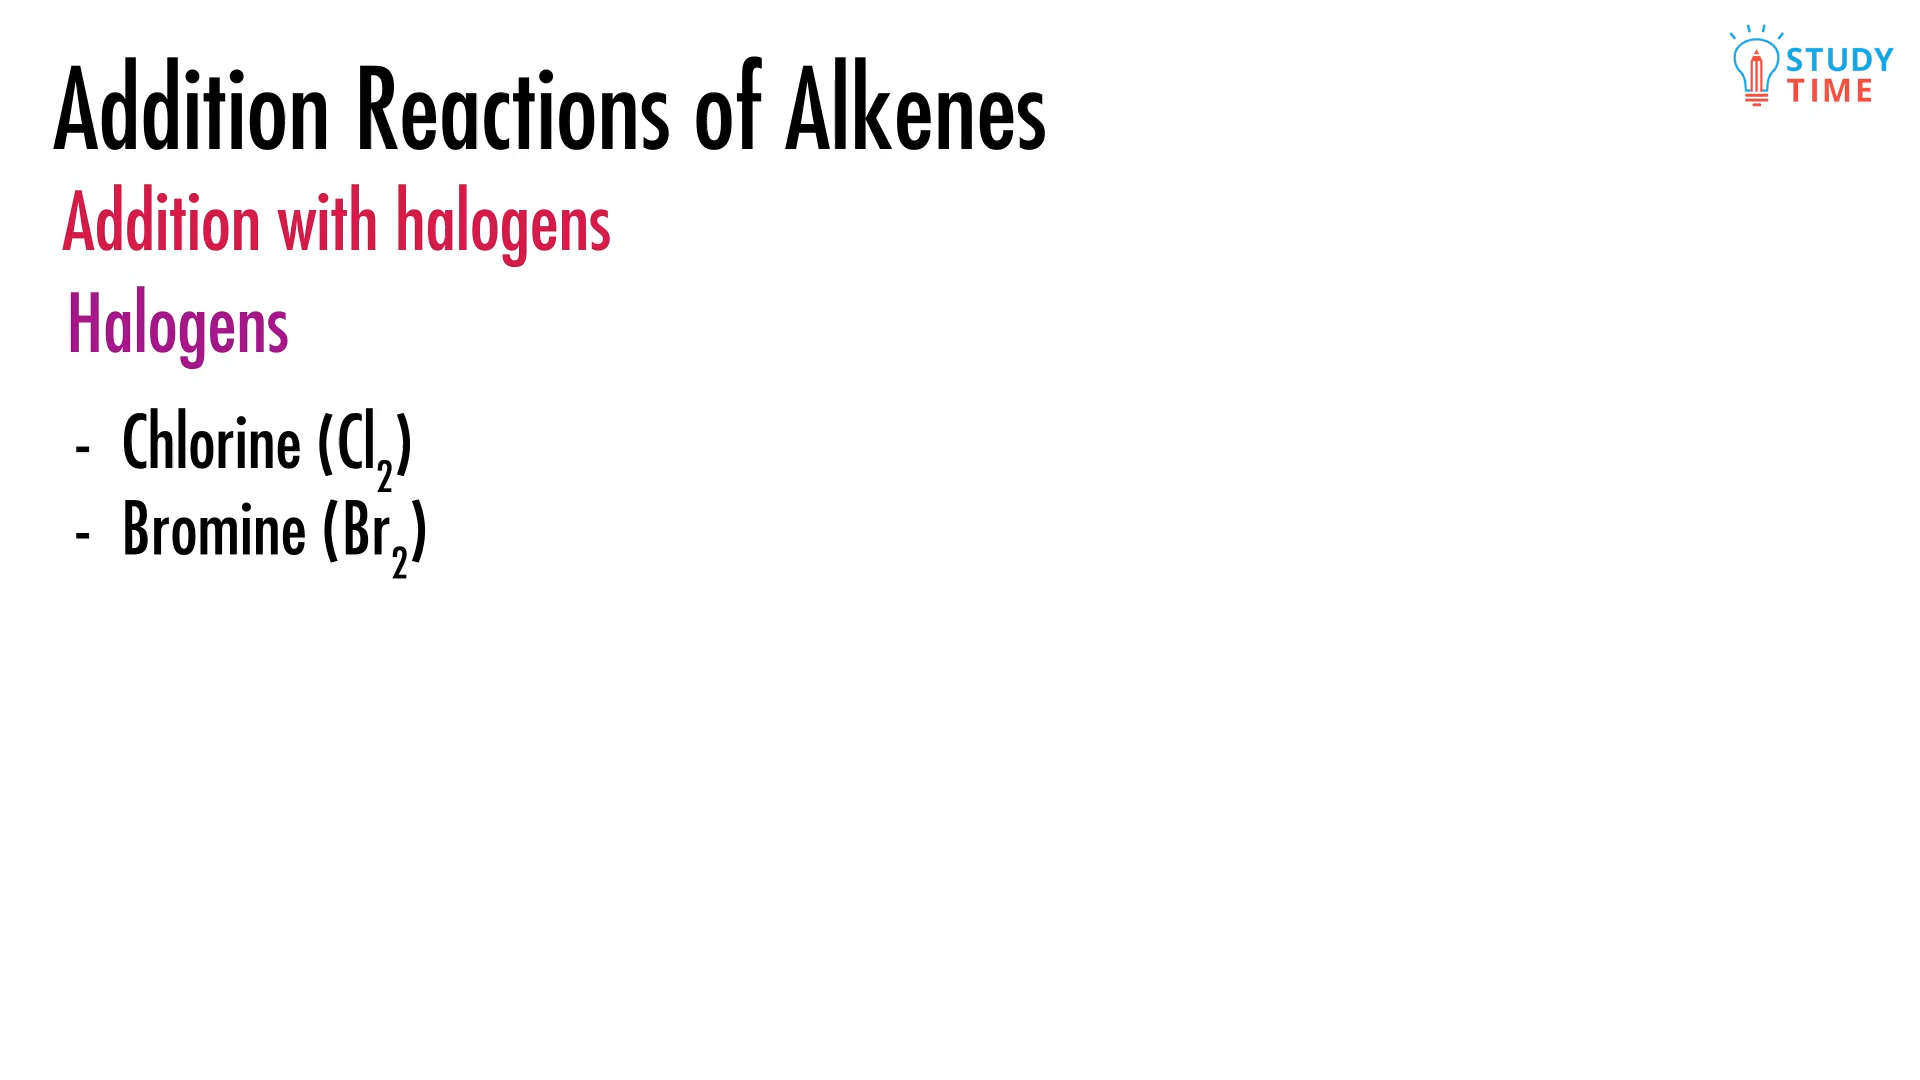 STUDY
TIME
Addition Reactions of Alkenes
Addition with halogens
Halogens
- Chlorine (Cl₂)
- Bromine (Br₂)